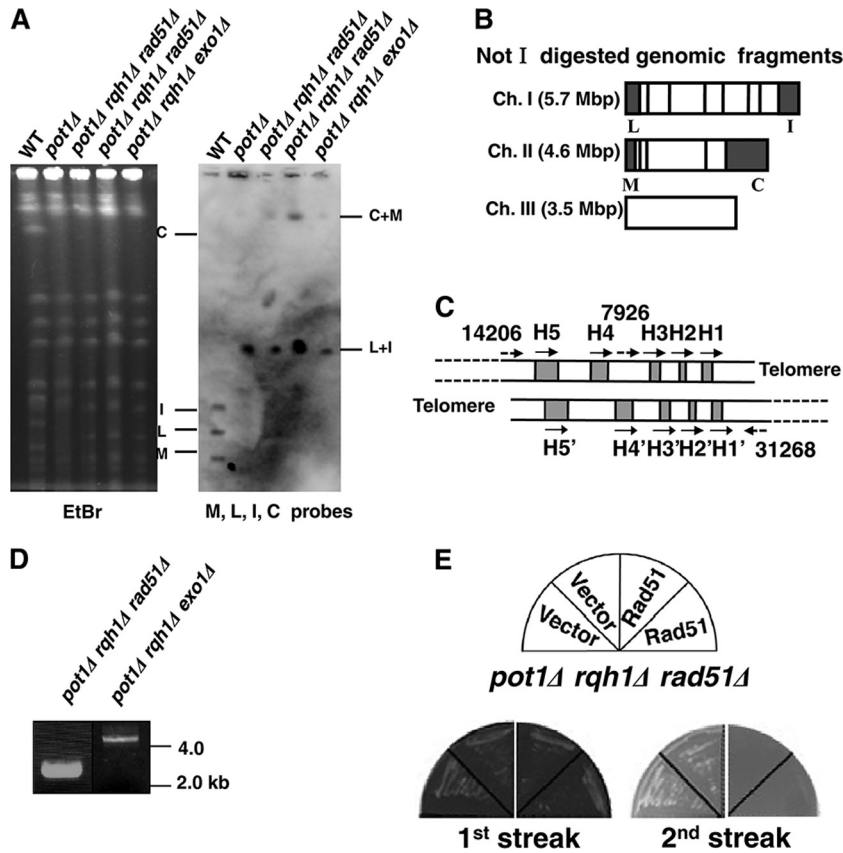 A
WT
pot1Δ
pot1Δ rqh1Δ rad51Δ
pot1Δ rqh1Δ rad51Δ
pot1Δ rqh1Δ exo1Δ
WT
pot1Δ
pot1Δ rqh1Δ rad51Δ
pot1Δ rqh1Δ rad51Δ
pot1Δ rqh1Δ exo1Δ
C
I
L
M
C+M
L+I
EtBr
M, L, I, C probes
B
Not I digested genomic fragments
Ch. I (5.7 Mbp)
L I
Ch. II (4.6 Mbp)
M C
Ch. III (3.5 Mbp)
C
7926
14206 H5 H4 H3 H2 H1
Telomere
Telomere
H5’ H4’ H3’ H2’ H1’ 31268
D
pot1Δ rqh1Δ rad51Δ
pot1Δ rqh1Δ exo1Δ
4.0
2.0 kb
E
Vector
Vector
Rad51
Rad51
pot1Δ rqh1Δ rad51Δ
1st streak
2nd streak